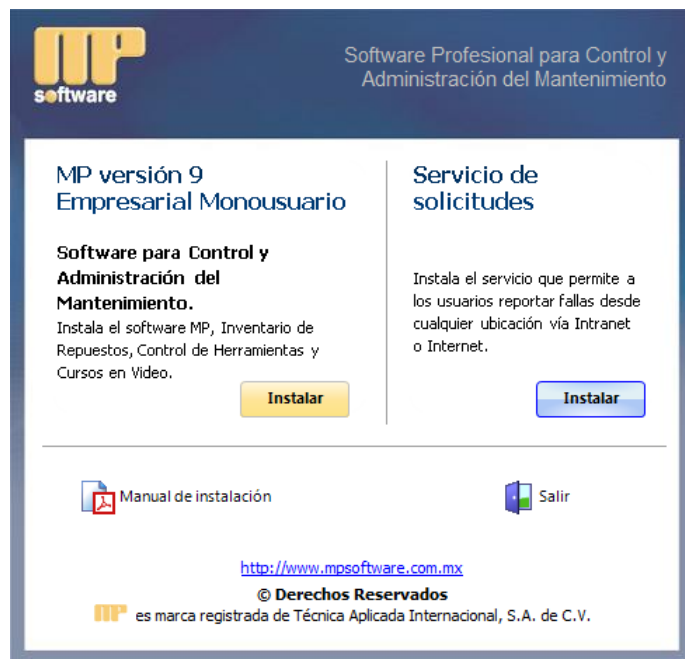 MP
software
Software Profesional para Control y
Administración del Mantenimiento
MP versión 9
Empresarial Monousuario
Software para Control y
Administración del
Mantenimiento.
Instala el software MP, Inventario de
Repuestos, Control de Herramientas y
Cursos en Video.
Instalar
Servicio de
solicitudes
Instala el servicio que permite a
los usuarios reportar fallas desde
cualquier ubicación vía Intranet
o Internet.
Instalar
Manual de instalación
Salir
http://www.mpsoftware.com.mx
© Derechos Reservados
MP es marca registrada de Técnica Aplicada Internacional, S.A. de C.V.